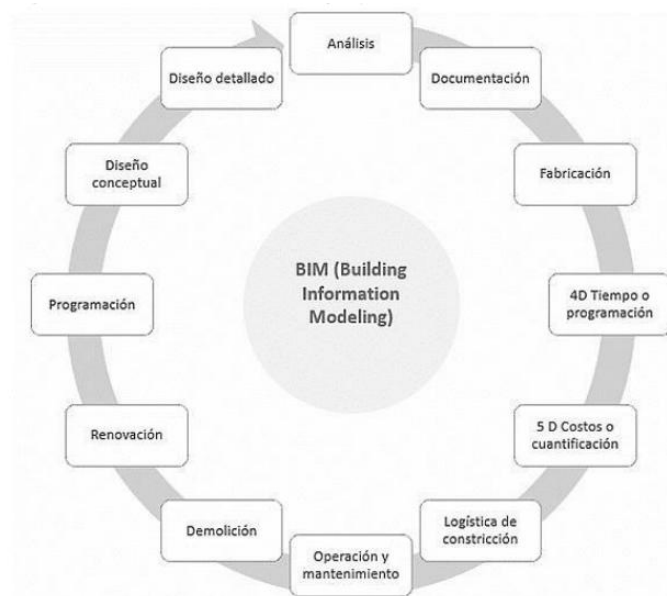 Análisis
Documentación
Fabricación
4D Tiempo o
programación
5 D Costos o
cuantificación
Logística de
constricción
Operación y
mantenimiento
Demolición
Renovación
Programación
Diseño
conceptual
Diseño detallado
BIM (Building
Information
Modeling)